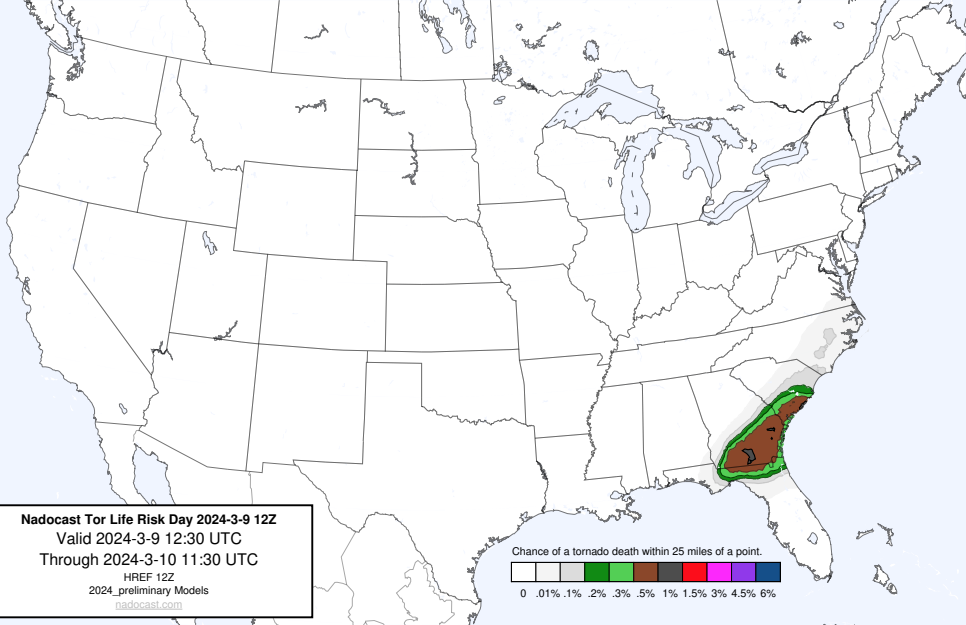 Nadocast Tor Life Risk Day 2024-3-9 12Z
Valid 2024-3-9 12:30 UTC
Through 2024-3-10 11:30 UTC
HREF 12Z
2024_preliminary Models
nadocast.com
Chance of a tornado death within 25 miles of a point.
0 .01% .1% .2% .3% .5% 1% 1.5% 3% 4.5% 6%